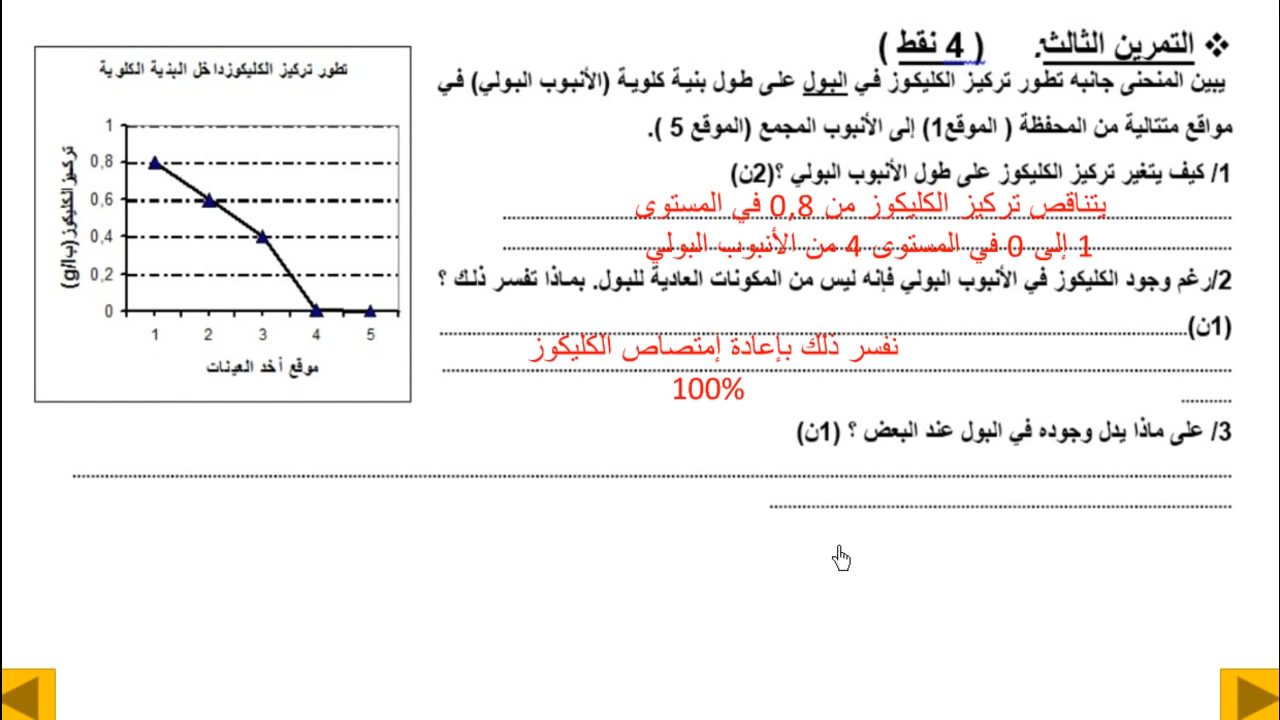 ❖ التمرين الثالث: ( 4 نقط )
يبين المنحنى جانبه تطور تركيز الكليكوز في البول على طول بنية كلوية (الأنبوب البولي) في
مواقع متتالية من المحفظة ( الموقع1) إلى الأنبوب المجمع (الموقع 5 ).
1/ كيف يتغير تركيز الكليكوز على طول الأنبوب البولي ؟(2ن)
يتناقص تركيز الكليكوز من 0,8 في المستوى
1 إلى 0 في المستوى 4 من الأنبوب البولي
2/رغم وجود الكليكوز في الأنبوب البولي فإنه ليس من المكونات العادية للبول. بماذا تفسر ذلك ؟
(1ن)
نفسر ذلك بإعادة إمتصاص الكليكوز
100%
3/ على ماذا يدل وجوده في البول عند البعض ؟ (1ن)
تطور تركيز الكليكوزداخل البنية الكلوية
تركيز الكليكوز (ب g/l)
1
0,8
0,6
0,4
0,2
0
1 2 3 4 5
موقع أخد العينات